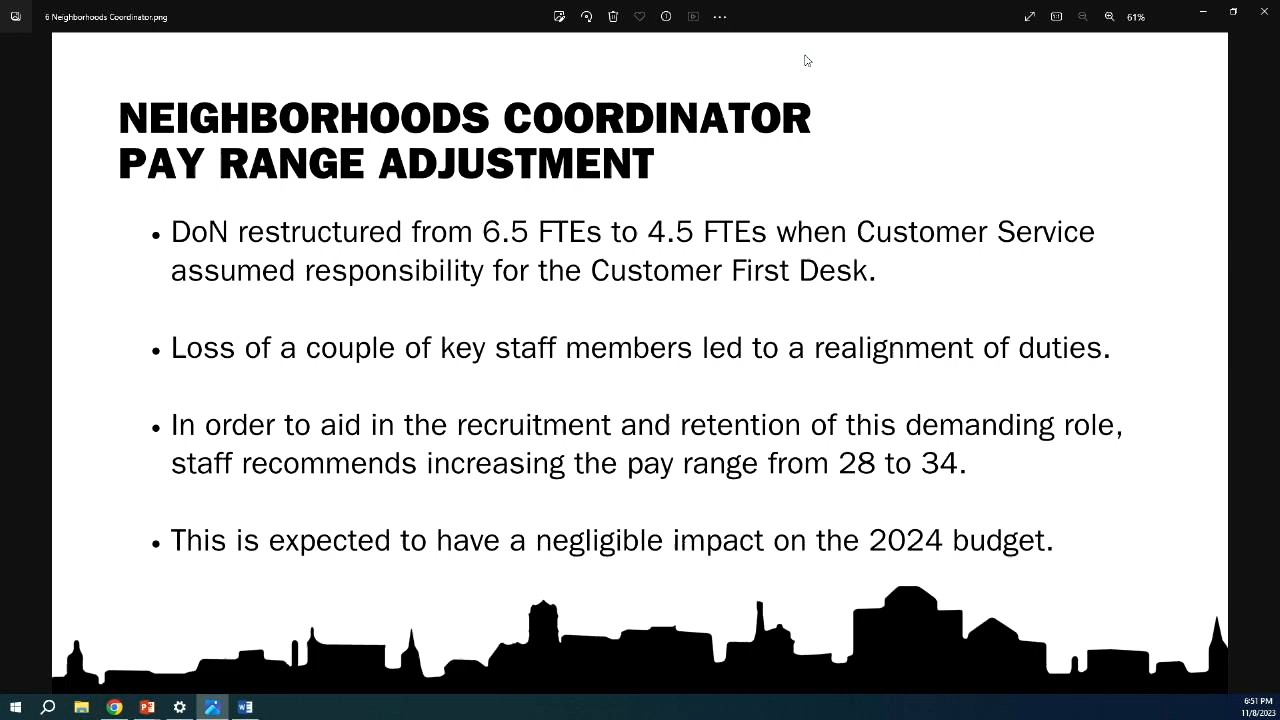 6 Neighborhoods Coordinator.png
61%
NEIGHBORHOODS COORDINATOR
PAY RANGE ADJUSTMENT
• DoN restructured from 6.5 FTEs to 4.5 FTEs when Customer Service
assumed responsibility for the Customer First Desk.
• Loss of a couple of key staff members led to a realignment of duties.
• In order to aid in the recruitment and retention of this demanding role,
staff recommends increasing the pay range from 28 to 34.
• This is expected to have a negligible impact on the 2024 budget.
6:51 PM
11/8/2023